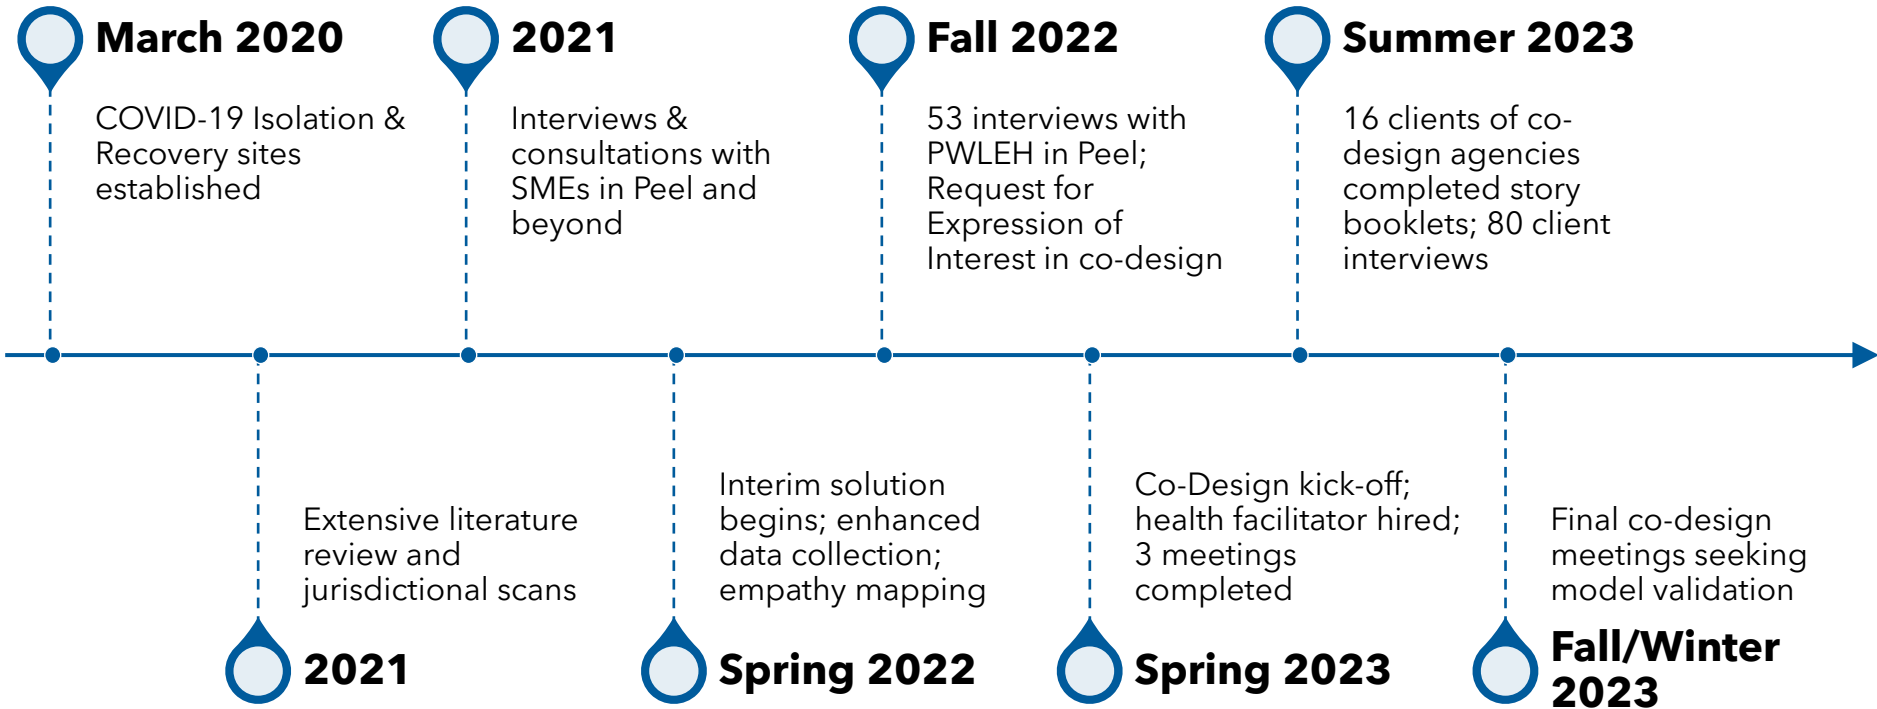 March 2020
COVID-19 Isolation &
Recovery sites
established
2021
Interviews &
consultations with
SMEs in Peel and
beyond
Fall 2022
53 interviews with
PWLEH in Peel;
Request for
Expression of
Interest in co-design
Summer 2023
16 clients of co-
design agencies
completed story
booklets; 80 client
interviews
Extensive literature
review and
jurisdictional scans
2021
Interim solution
begins; enhanced
data collection;
empathy mapping
Spring 2022
Co-Design kick-off;
health facilitator hired;
3 meetings
completed
Spring 2023
Final co-design
meetings seeking
model validation
Fall/Winter
2023